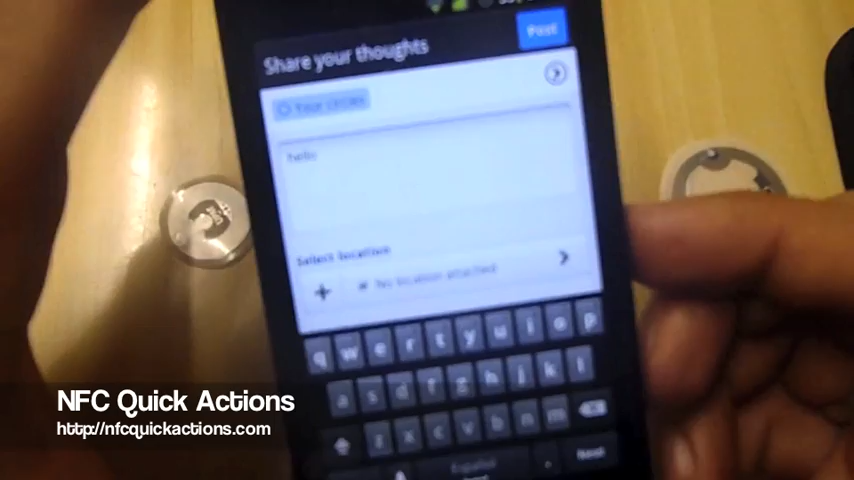 Share your thoughts
Post
Your circles
hello
Select location
No location attached
q w e r t y u i o p
a s d f g h j k l
z x c v b n m
Español
Next
NFC Quick Actions
http://nfcquickactions.com